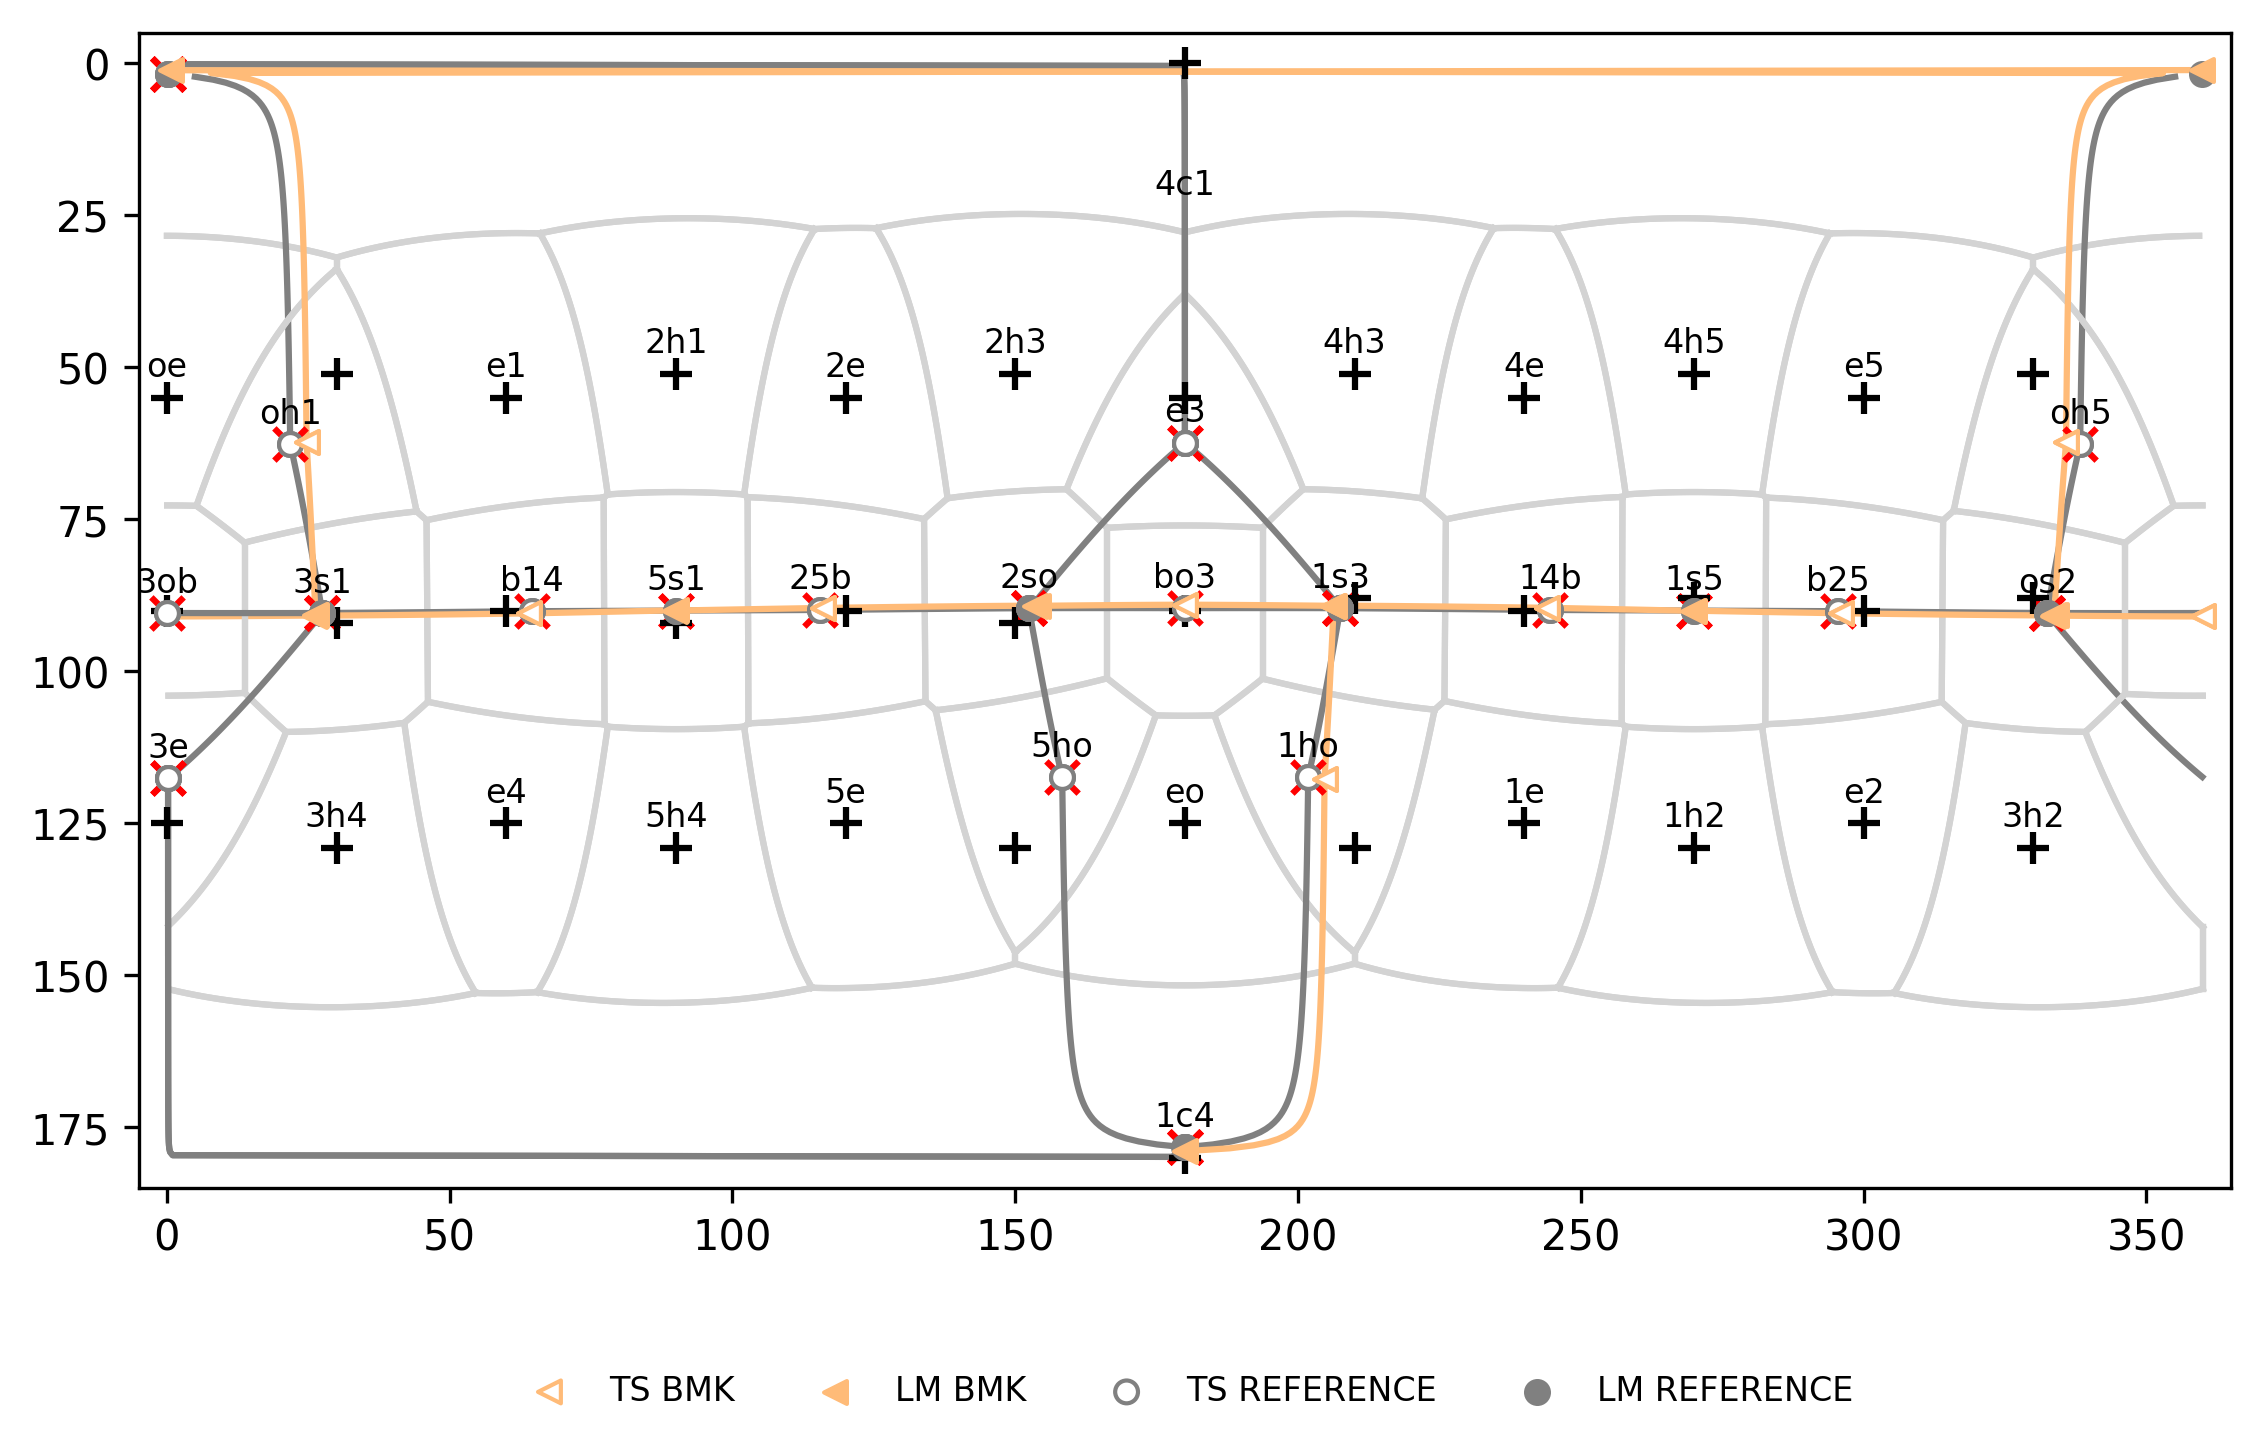 0
4c1
25
2h1 2h3 4h3 4h5
50 oe e1 2e 4e e5
oh1 e3 oh5
75
3ob 3s1 b14 5s1 25b 2so bo3 1s3 14b 1s5 b25 os2
100
3e 5ho 1ho
125 3h4 e4 5h4 5e eo 1e 1h2 e2 3h2
150
175 1c4
0 50 100 150 200 250 300 350
TS BMK LM BMK TS REFERENCE LM REFERENCE